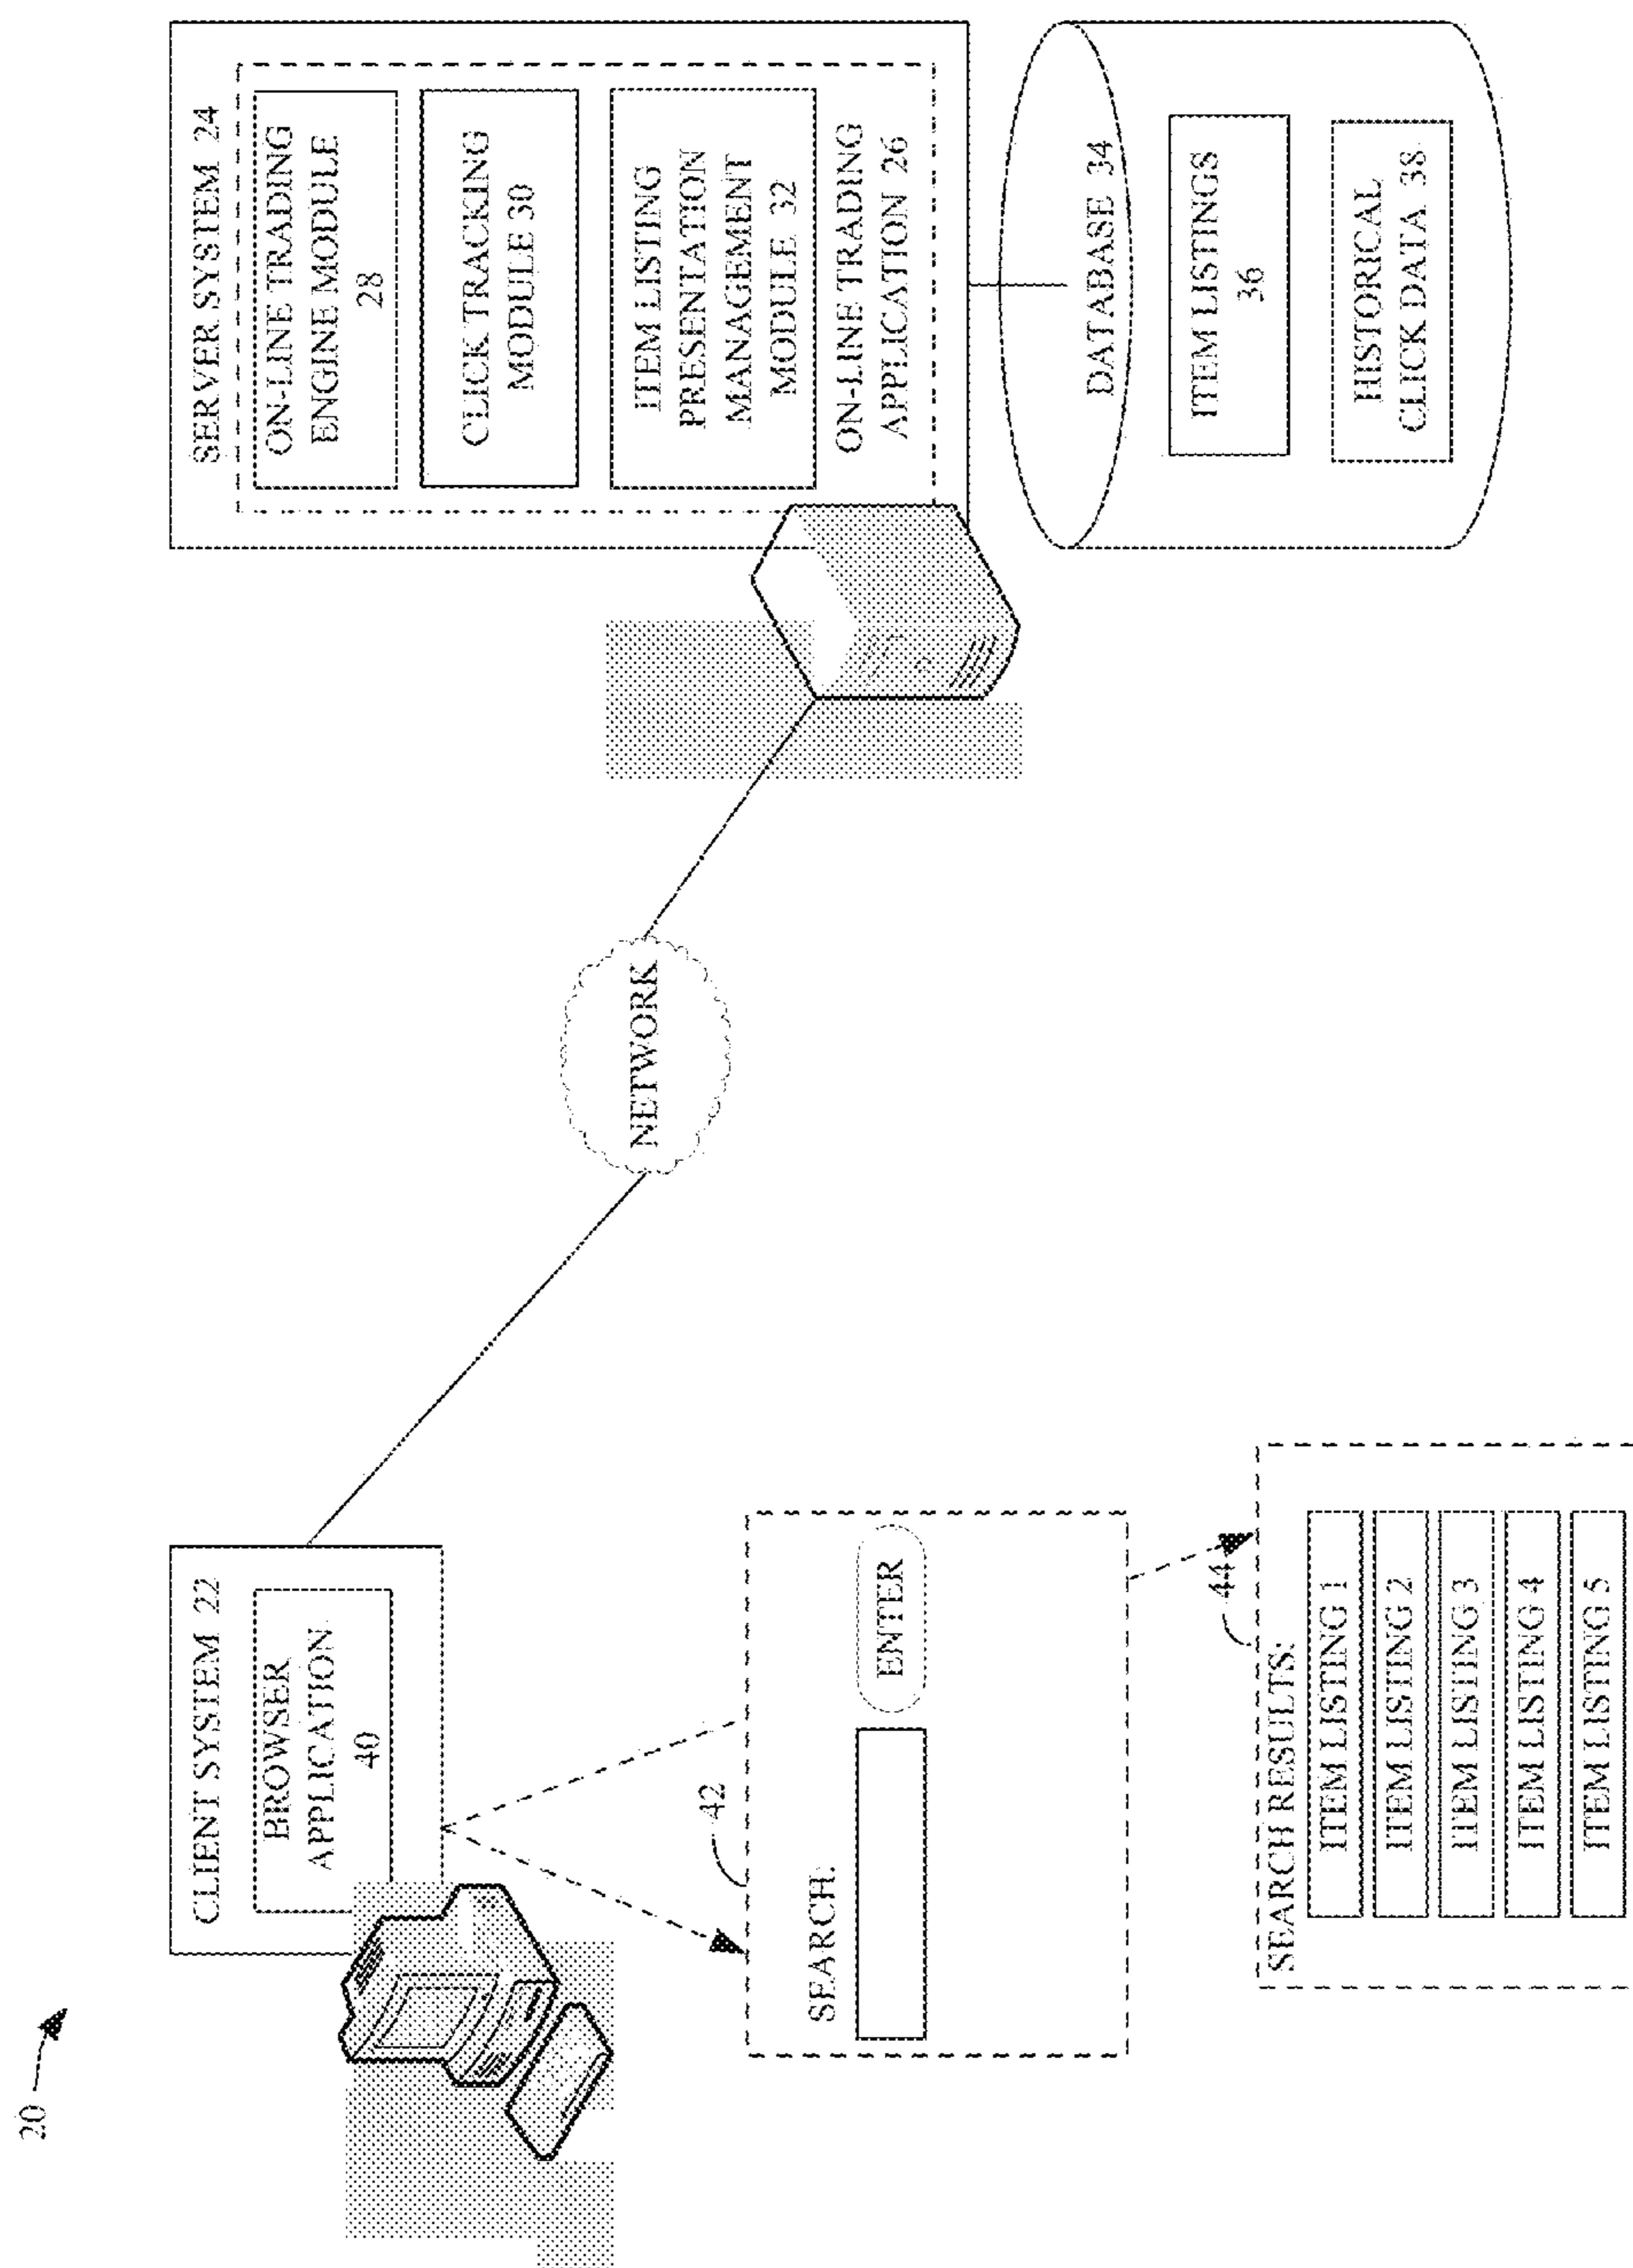 20
CLIENT SYSTEM 22
BROWSER
APPLICATION
40
42
SEARCH:
ENTER
44
SEARCH RESULTS:
ITEM LISTING 1
ITEM LISTING 2
ITEM LISTING 3
ITEM LISTING 4
ITEM LISTING 5
NETWORK
SERVER SYSTEM 24
ON-LINE TRADING
ENGINE MODULE
28
CLICK TRACKING
MODULE 30
ITEM LISTING
PRESENTATION
MANAGEMENT
MODULE 32
ON-LINE TRADING
APPLICATION 26
DATABASE 34
ITEM LISTINGS
36
HISTORICAL
CLICK DATA 38